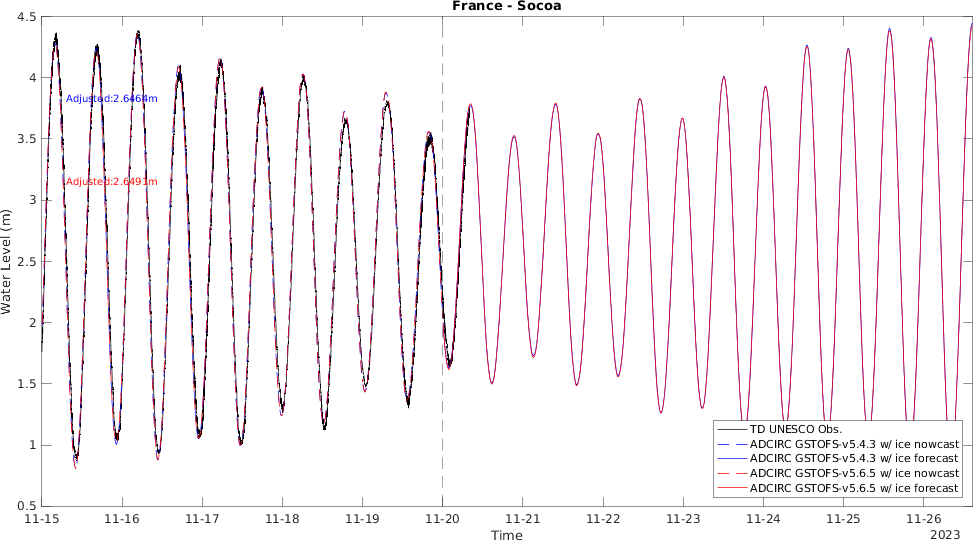 France - Socoa
4.5
4
3.5
3
2.5
2
1.5
1
0.5
Water Level (m)
Adjusted:2.6464m
Adjusted:2.6491m
TD UNESCO Obs.
ADCIRC GSTOFS-v5.4.3 w/ ice nowcast
ADCIRC GSTOFS-v5.4.3 w/ ice forecast
ADCIRC GSTOFS-v5.6.5 w/ ice nowcast
ADCIRC GSTOFS-v5.6.5 w/ ice forecast
11-15 11-16 11-17 11-18 11-19 11-20 11-21 11-22 11-23 11-24 11-25 11-26
2023
Time